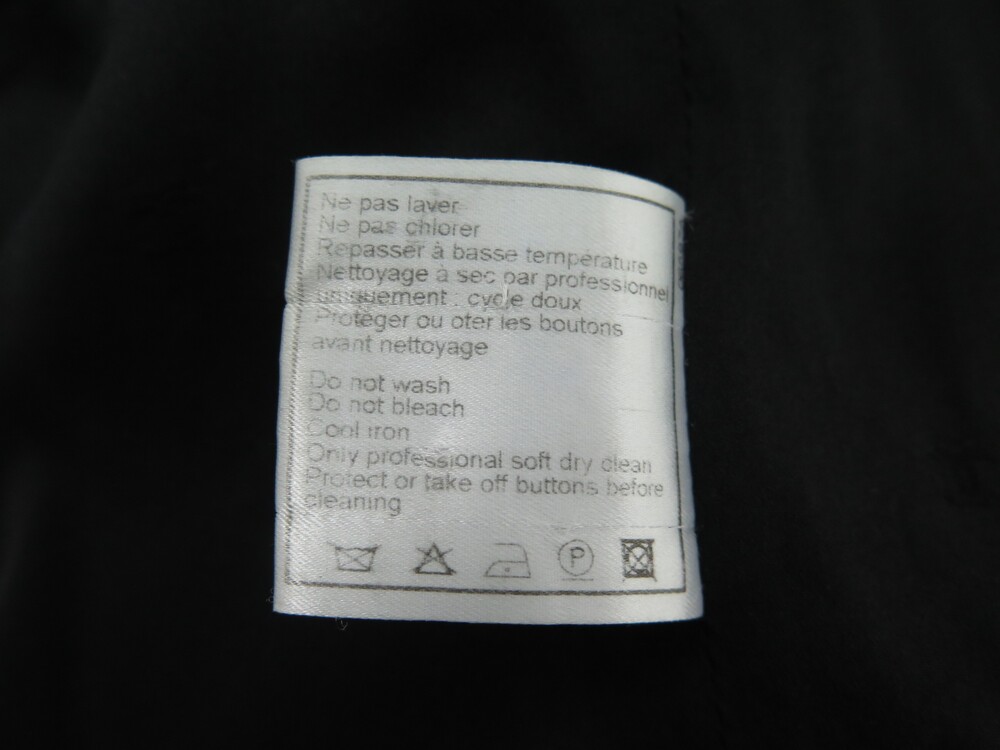 Ne pas laver
Ne pas chlorer
Repasser à basse température
Nettoyage à sec par professionnel
uniquement : cycle doux
Protéger ou oter les boutons
avant nettoyage
Do not wash
Do not bleach
Cool iron
Only professional soft dry clean
Protect or take off buttons before
cleaning
P